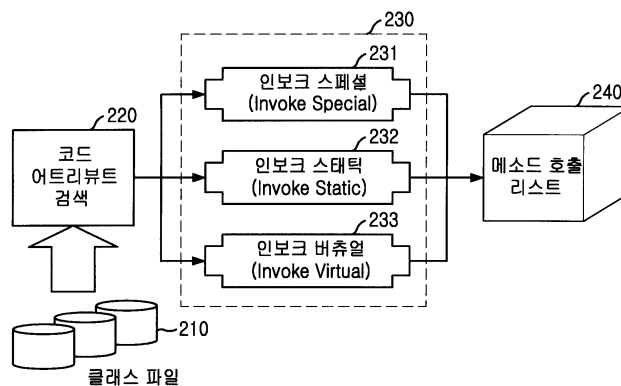 230
231
인보크 스페셜
(Invoke Special)
220
코드
어트리뷰트
검색
232
인보크 스태틱
(Invoke Static)
240
메소드 호출
리스트
233
인보크 버츄얼
(Invoke Virtual)
210
클래스 파일